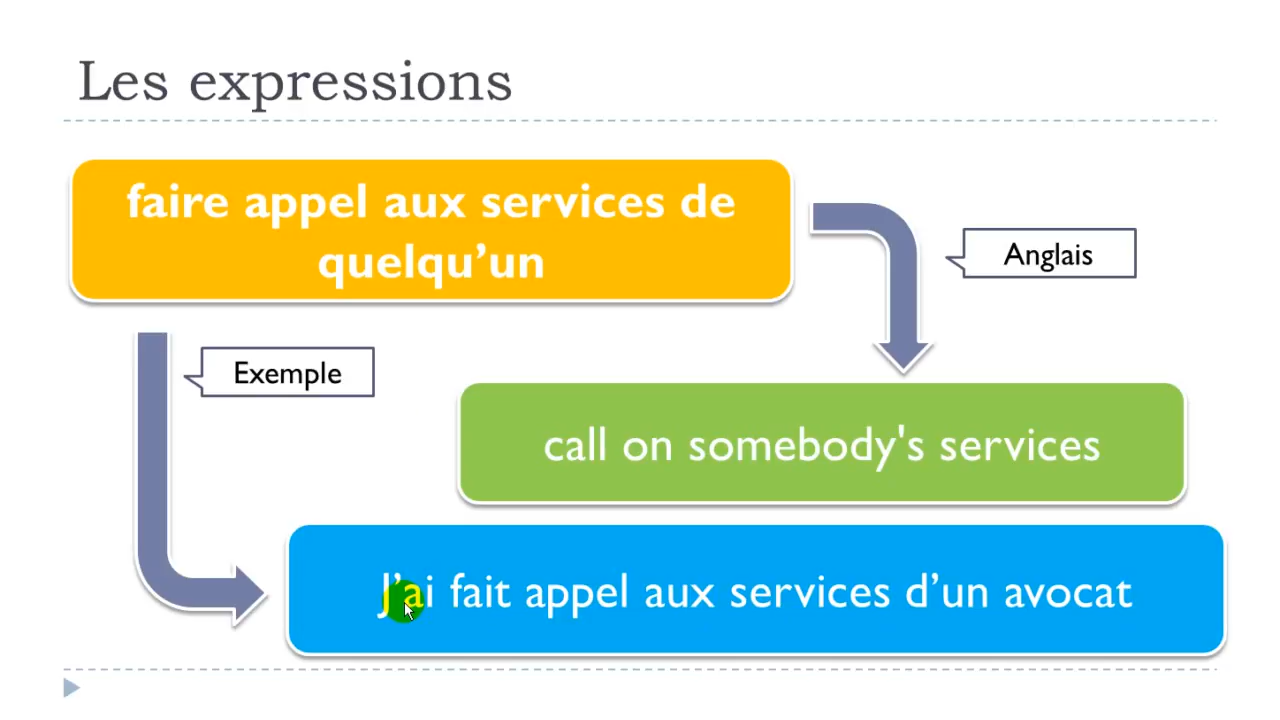 Les expressions
faire appel aux services de
quelqu’un
Anglais
Exemple
call on somebody's services
J’ai fait appel aux services d’un avocat